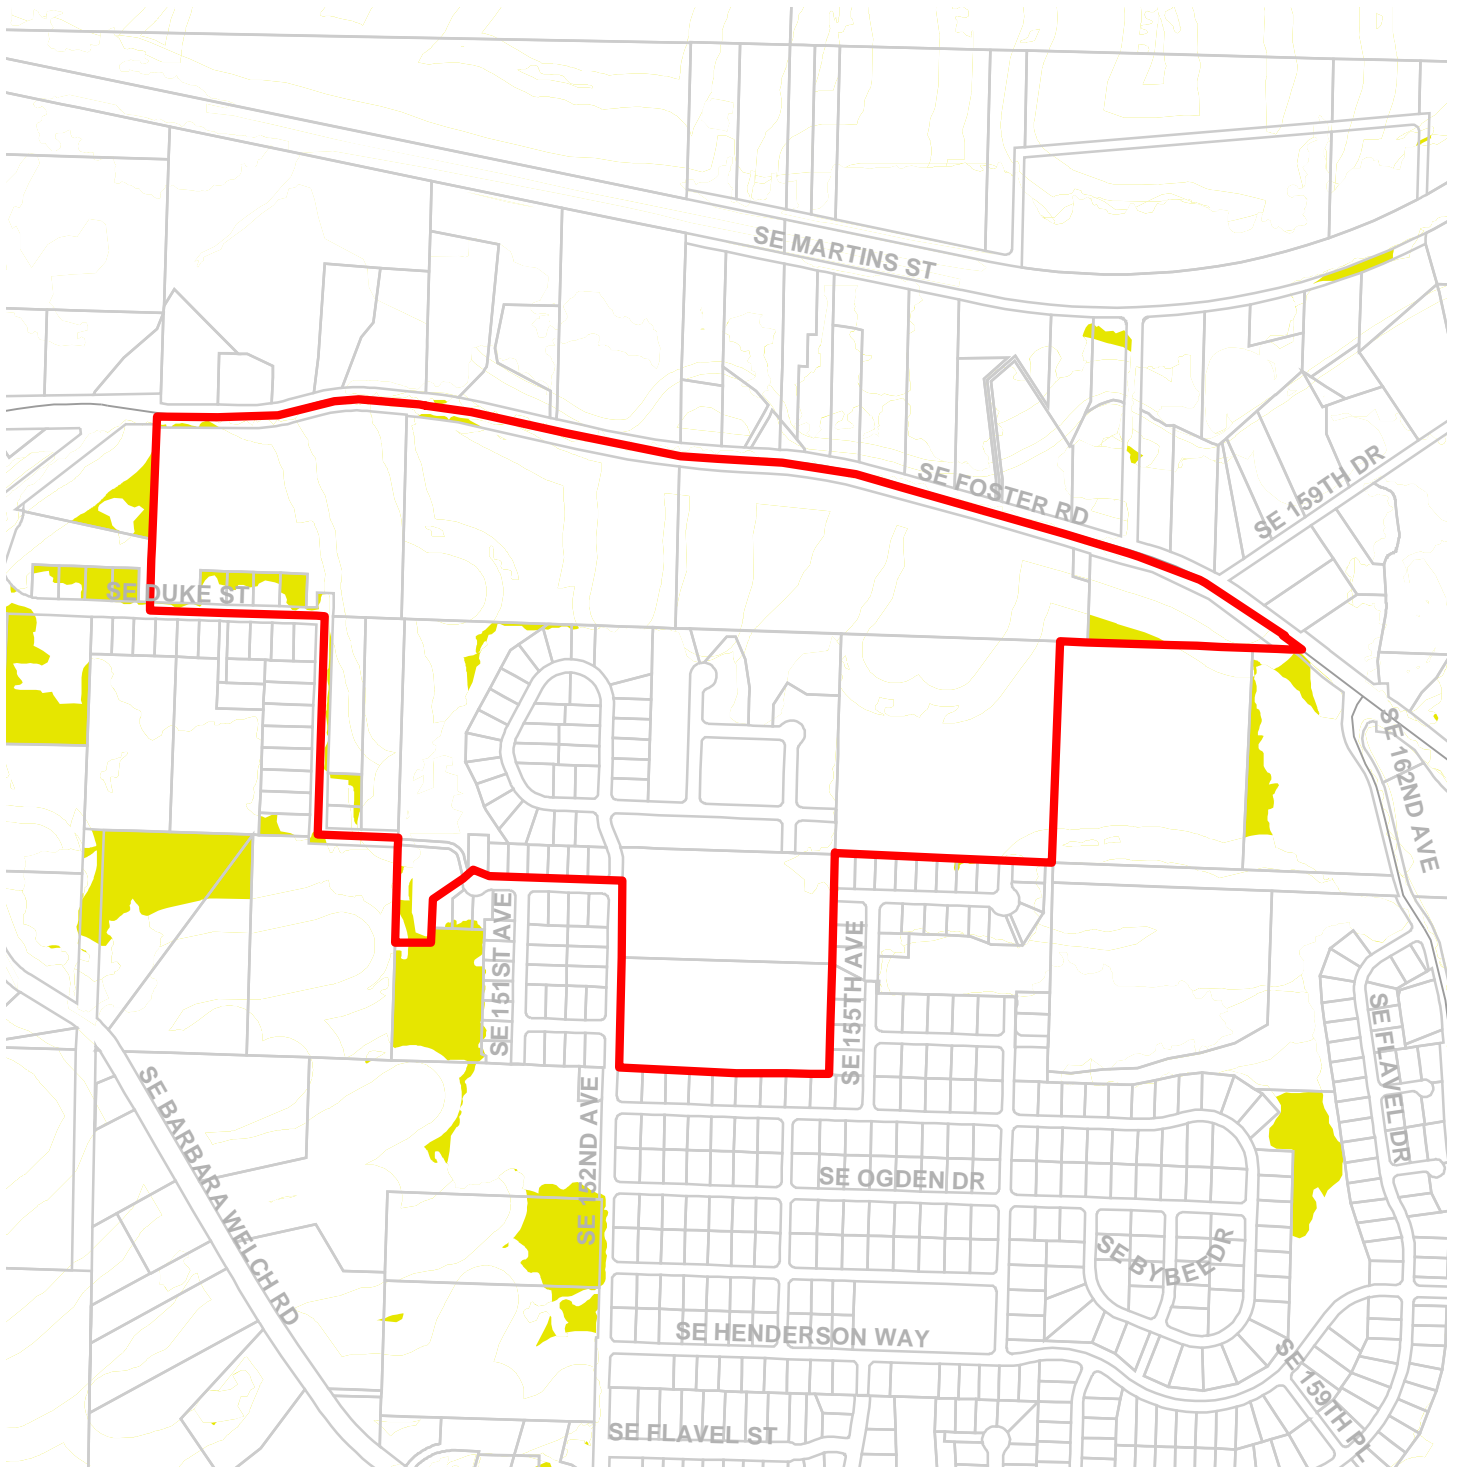 SE MARTINS ST
SE FOSTER RD
SE 159TH DR
SE DUKE ST
SE 162ND AVE
SE 151ST AVE
SE 155TH AVE
SE FLAVEL DR
SE BARBARA WELCH RD
SE 152ND AVE
SE OGDEN DR
SE BYBEE DR
SE HENDERSON WAY
SE 159TH PL
SE FLAVEL ST